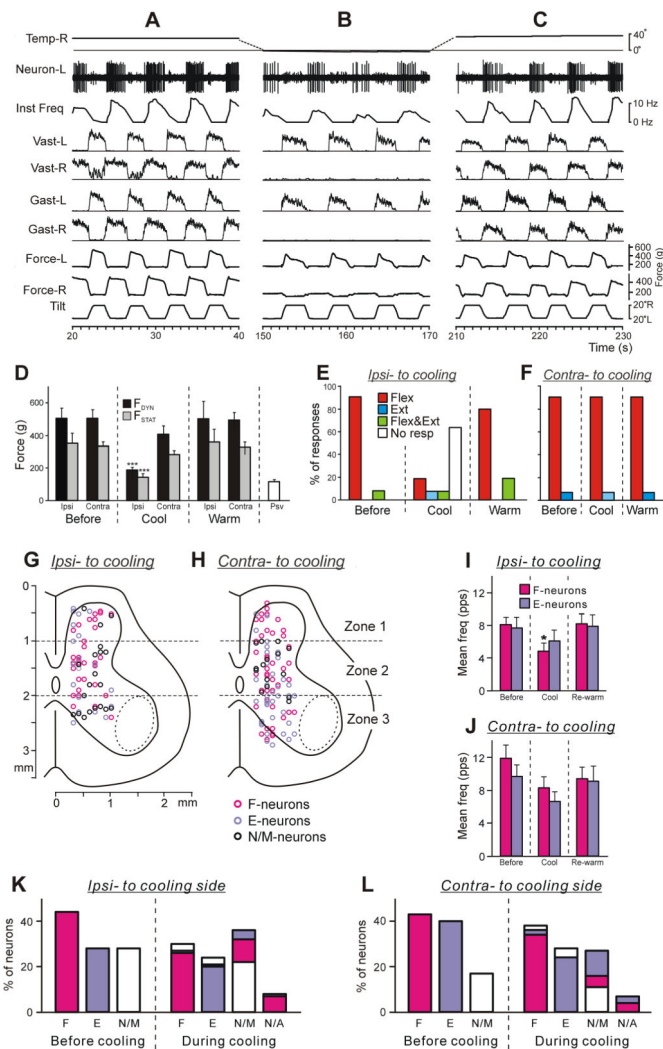 A B C
Temp-R
40°
0°
Neuron-L
Inst Freq
10 Hz
0 Hz
Vast-L
Vast-R
Gast-L
Gast-R
Force-L
600
400
200
Force (g)
Force-R
400
200
Tilt
20°R
20°L
20 30 40 150 160 170 210 220 230
Time (s)
D
F DYN
F STAT
Force (g)
600
400
200
0
*** ***
Ipsi Contra Ipsi Contra Ipsi Contra Psv
Before Cool Warm
E Ipsi- to cooling
Flex
Ext
Flex&Ext
No resp
% of responses
80
60
40
20
0
Before Cool Warm
F Contra- to cooling
Before Cool Warm
G Ipsi- to cooling
H Contra- to cooling
0
1
2
3
mm
0 1 2 mm
Zone 1
Zone 2
Zone 3
F-neurons
E-neurons
N/M-neurons
I Ipsi- to cooling
F-neurons
E-neurons
Mean freq (pps)
12
8
4
0
*
Before Cool Re-warm
J Contra- to cooling
Mean freq (pps)
12
8
4
0
Before Cool Re-warm
K Ipsi- to cooling side
% of neurons
40
20
0
F E N/M F E N/M N/A
Before cooling During cooling
L Contra- to cooling side
% of neurons
40
20
0
F E N/M F E N/M N/A
Before cooling During cooling